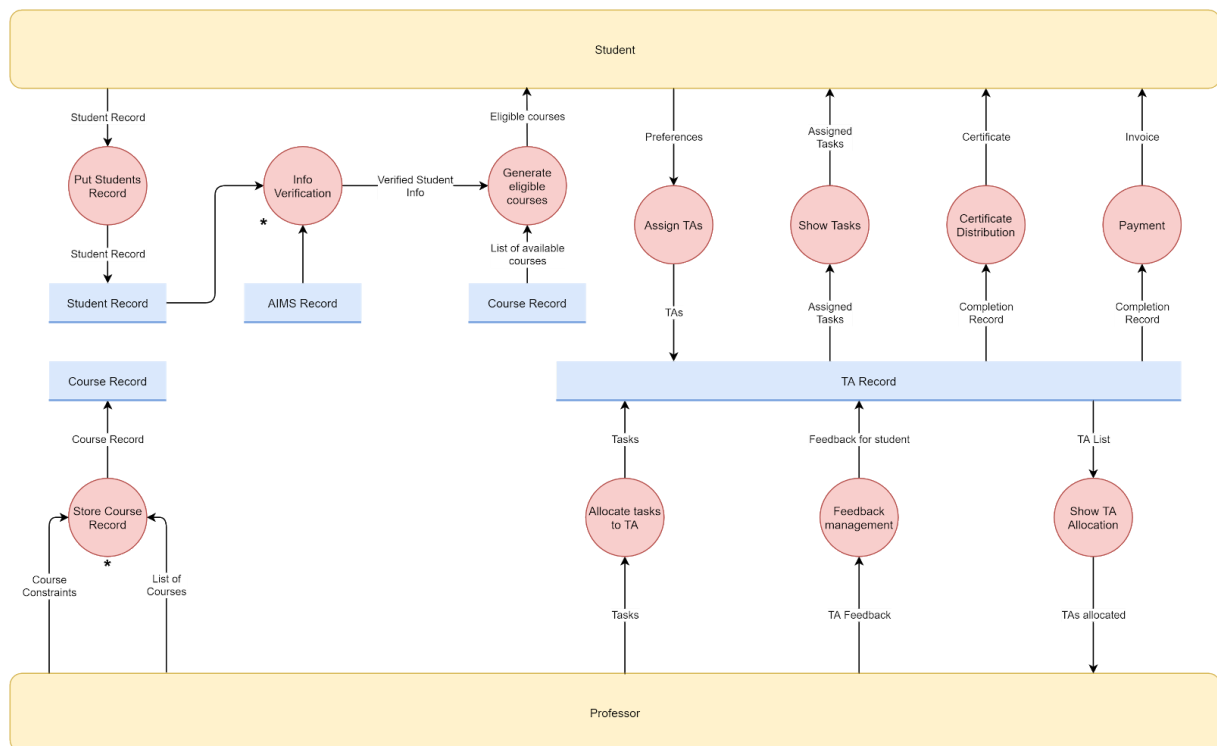 Student
Student Record
Eligible courses
Preferences
Assigned
Tasks
Certificate
Invoice
Put Students
Record
Info
Verification
Verified Student
Info
Generate
eligible
courses
*
Assign TAs
Show Tasks
Certificate
Distribution
Payment
Student Record
List of available
courses
Student Record
AIMS Record
Course Record
TAs
Assigned
Tasks
Completion
Record
Completion
Record
Course Record
TA Record
Course Record
Tasks
Feedback for student
TA List
Store Course
Record
*
Allocate tasks
to TA
Feedback
management
Show TA
Allocation
Course
Constraints
List of
Courses
Tasks
TA Feedback
TAs allocated
Professor